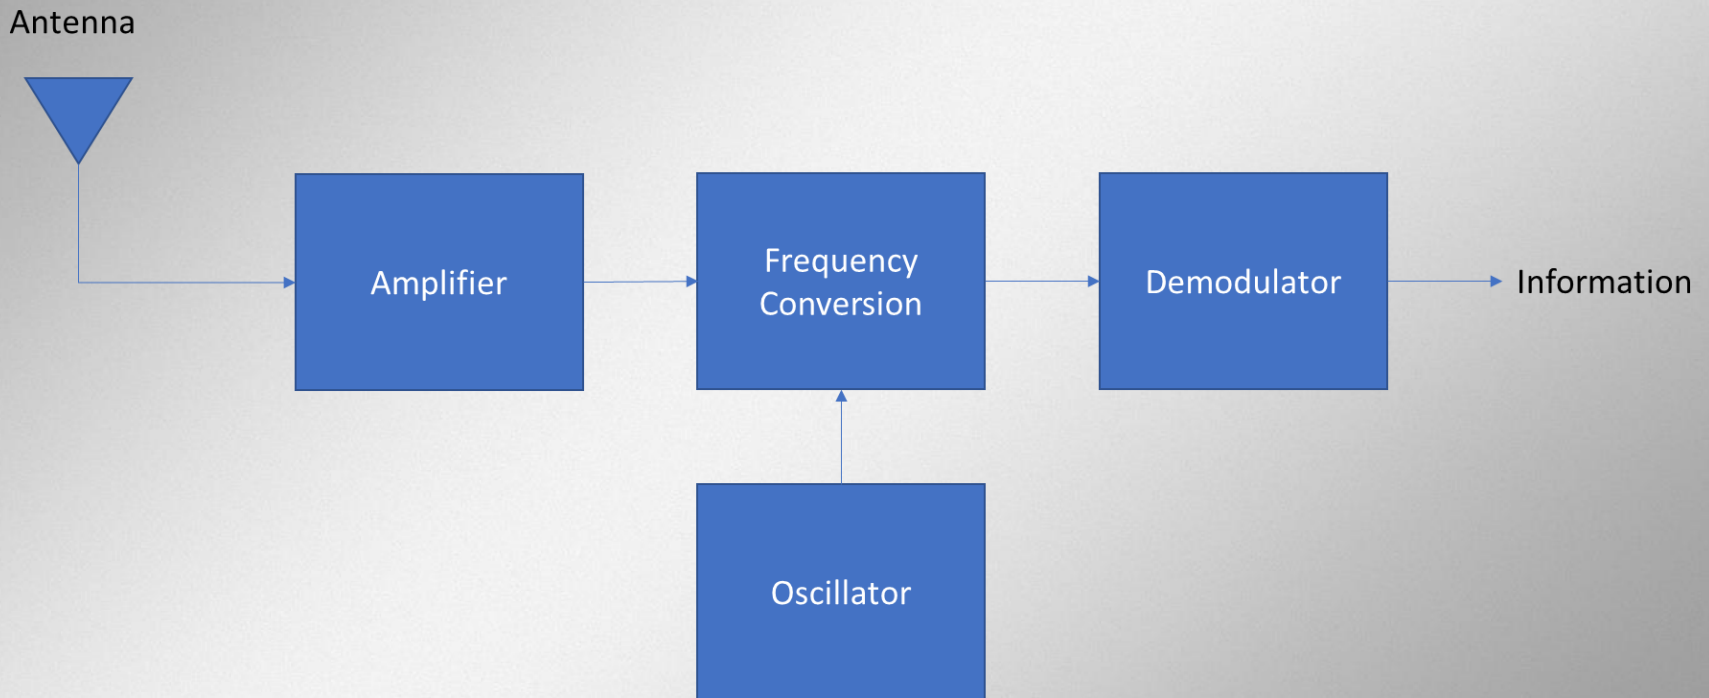 Antenna
Amplifier
Frequency
Conversion
Demodulator
Information
Oscillator